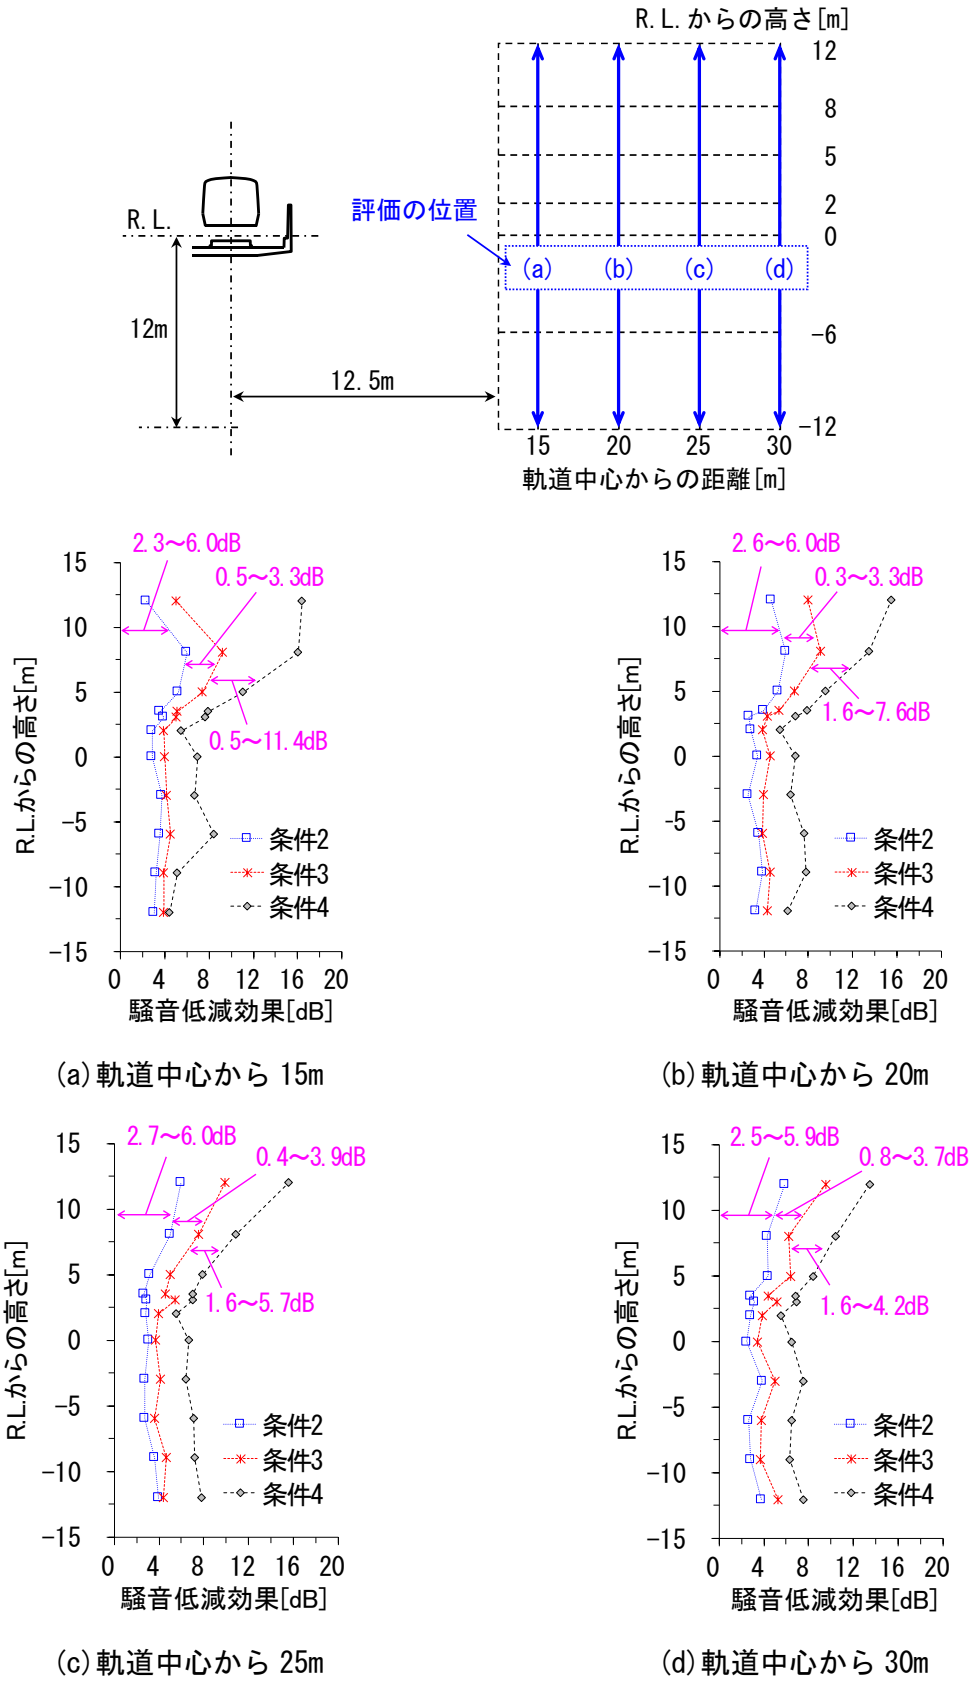 R.L.からの高さ[m]
12
8
5
2
0
-6
-12
評価の位置
R.L.
(a)
(b)
(c)
(d)
12m
12.5m
15
20
25
30
軌道中心からの距離[m]
2.3～6.0dB
0.5～3.3dB
0.5～11.4dB
15
10
5
0
-5
-10
-15
R.L.からの高さ[m]
条件2
条件3
条件4
0
4
8
12
16
20
騒音低減効果[dB]
(a)軌道中心から 15m
2.6～6.0dB
0.3～3.3dB
1.6～7.6dB
15
10
5
0
-5
-10
-15
R.L.からの高さ[m]
条件2
条件3
条件4
0
4
8
12
16
20
騒音低減効果[dB]
(b)軌道中心から 20m
2.7～6.0dB
0.4～3.9dB
1.6～5.7dB
15
10
5
0
-5
-10
-15
R.L.からの高さ[m]
条件2
条件3
条件4
0
4
8
12
16
20
騒音低減効果[dB]
(c)軌道中心から 25m
2.5～5.9dB
0.8～3.7dB
1.6～4.2dB
15
10
5
0
-5
-10
-15
R.L.からの高さ[m]
条件2
条件3
条件4
0
4
8
12
16
20
騒音低減効果[dB]
(d)軌道中心から 30m